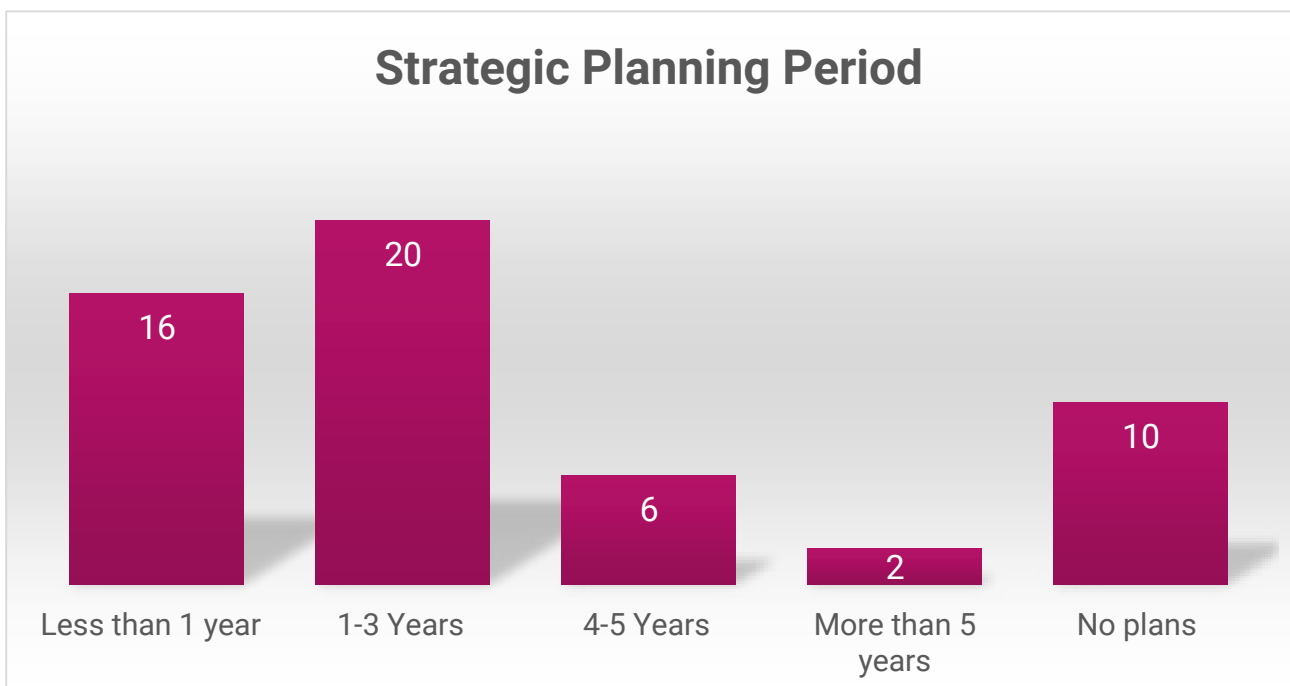 Strategic Planning Period
20
16
10
6
2
Less than 1 year
1-3 Years
4-5 Years
More than 5
years
No plans